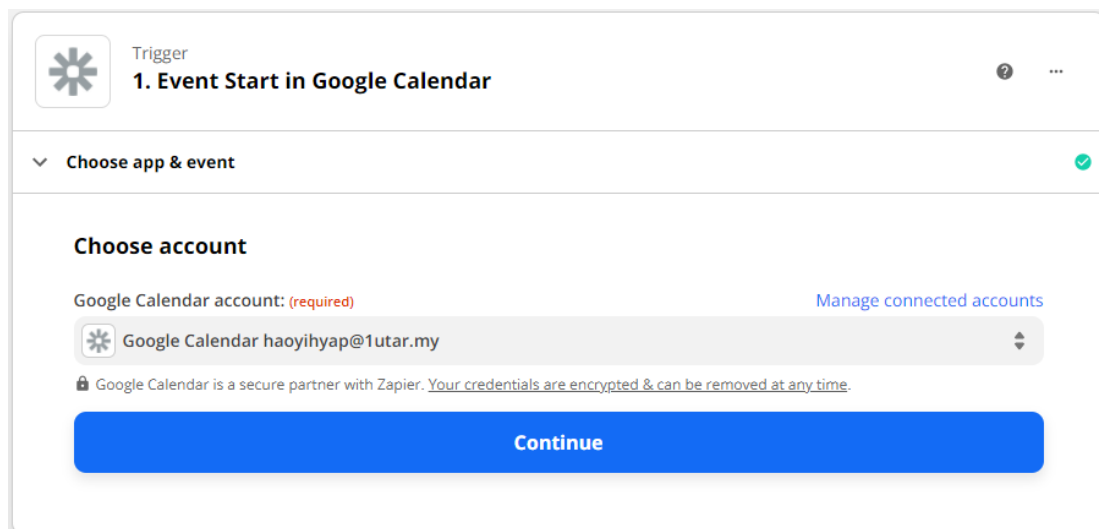 Trigger
1. Event Start in Google Calendar
Choose app & event
Choose account
Google Calendar account: (required) Manage connected accounts
Google Calendar haoyihyap@1utar.my
Google Calendar is a secure partner with Zapier. Your credentials are encrypted & can be removed at any time.
Continue